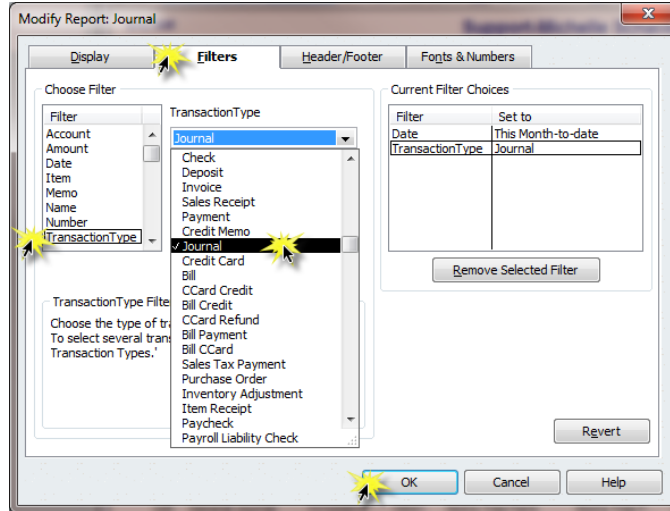 Modify Report: Journal
Display
Filters
Header/Footer
Fonts & Numbers
Choose Filter
Filter
Account
Amount
Date
Item
Memo
Name
Number
TransactionType
TransactionType
Journal
Check
Deposit
Invoice
Sales Receipt
Payment
Credit Memo
✓ Journal
Credit Card
Bill
CCard Credit
Bill Credit
CCard Refund
Bill Payment
Bill CCard
Sales Tax Payment
Purchase Order
Inventory Adjustment
Item Receipt
Paycheck
Payroll Liability Check
TransactionType Filte
Choose the type of tr
To select several tran
Transaction Types.'
Current Filter Choices
Filter Set to
Date This Month-to-date
TransactionType Journal
Remove Selected Filter
Revert
OK
Cancel
Help